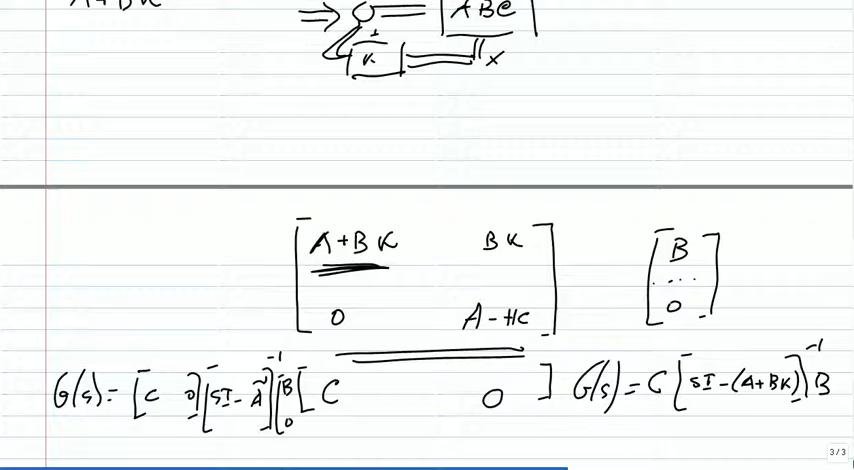 A+BK
⇒ ABC
K x
[A+BK BK] [B]
...
[0 A-HC] [0]
G(s) = [C 0][sI-Ã]⁻¹[B 0] [C 0] G(s) = C[sI-(A+BK)]⁻¹B
3 / 3